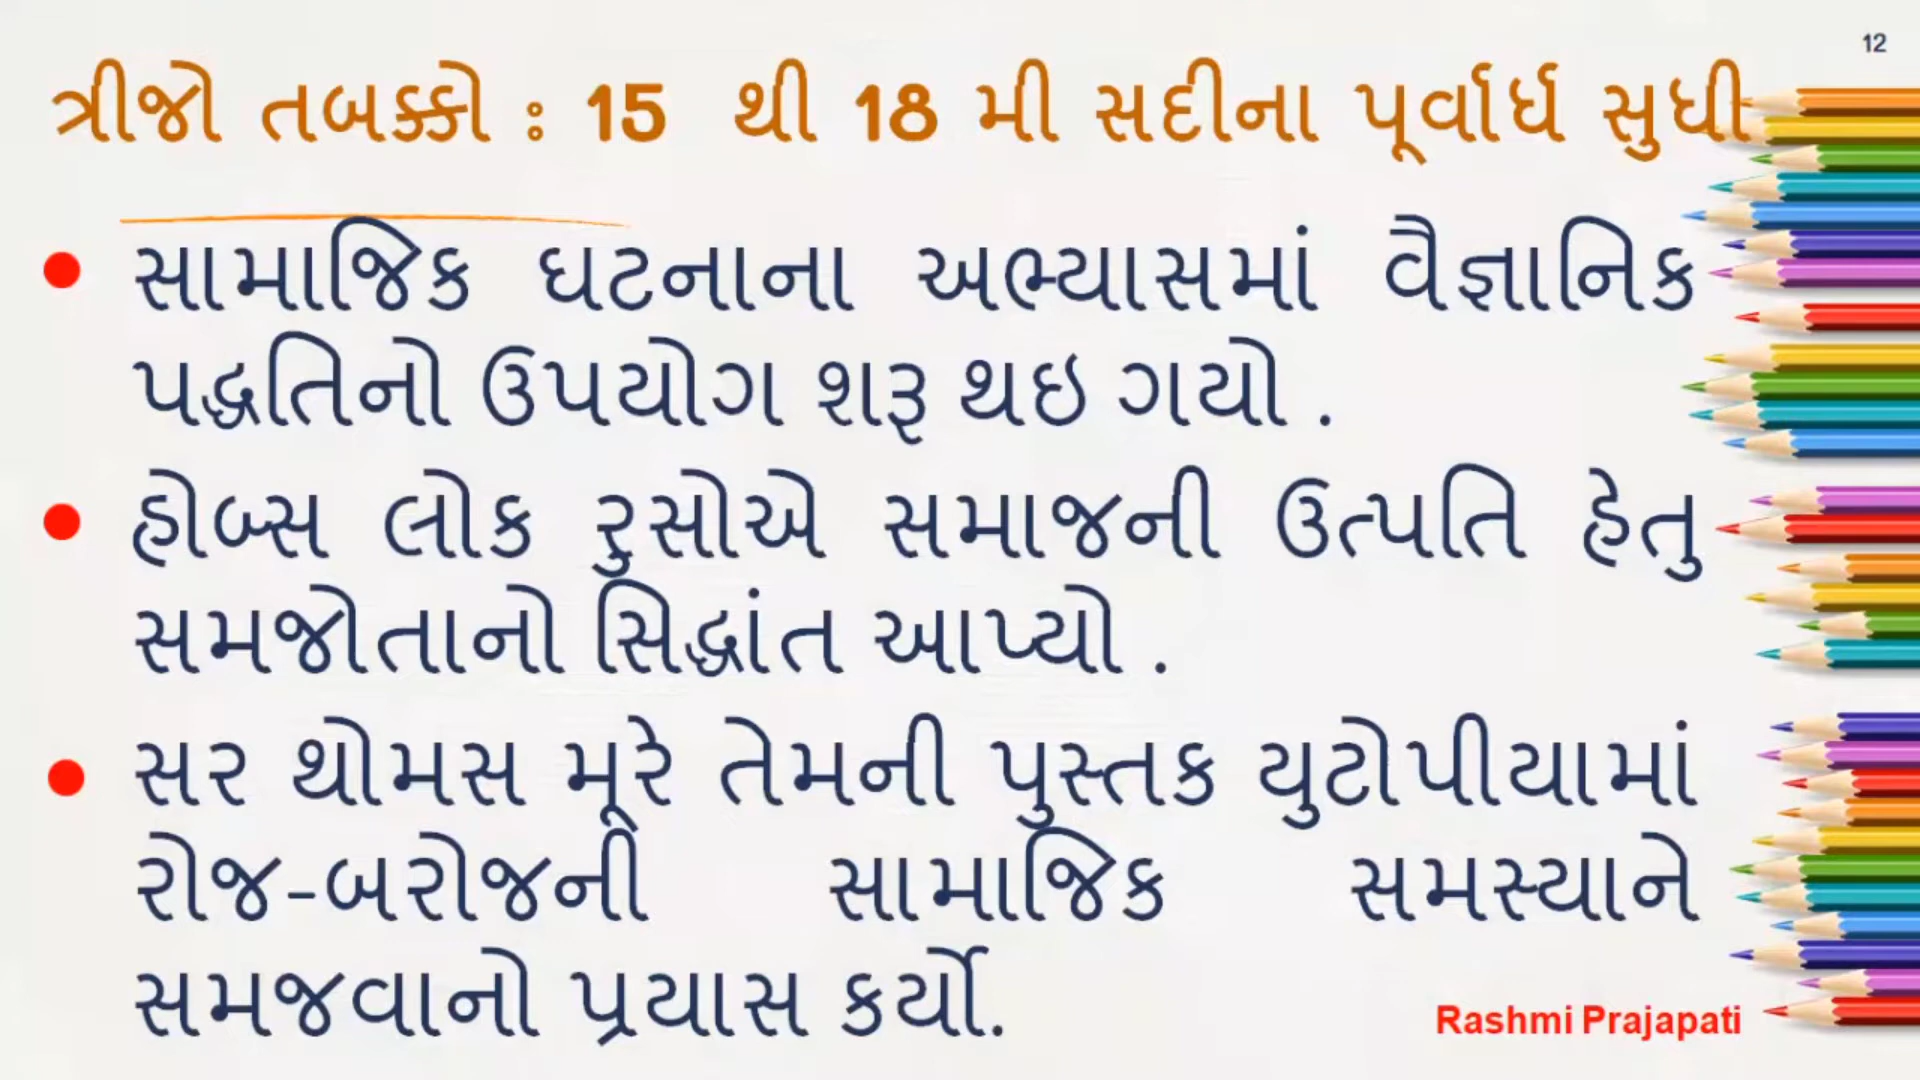 12
ત્રીજો તબક્કો : 15 થી 18 મી સદીના પૂર્વાર્ધ સુધી
સામાજિક ઘટનાના અભ્યાસમાં વૈજ્ઞાનિક
પદ્ધતિનો ઉપયોગ શરૂ થઇ ગયો .
હોબ્સ લોક રુસોએ સમાજની ઉત્પતિ હેતુ
સમજોતાનો સિદ્ધાંત આપ્યો .
સર થોમસ મૂરે તેમની પુસ્તક યુટોપીયામાં
રોજ-બરોજની સામાજિક સમસ્યાને
સમજવાનો પ્રયાસ કર્યો.
Rashmi Prajapati